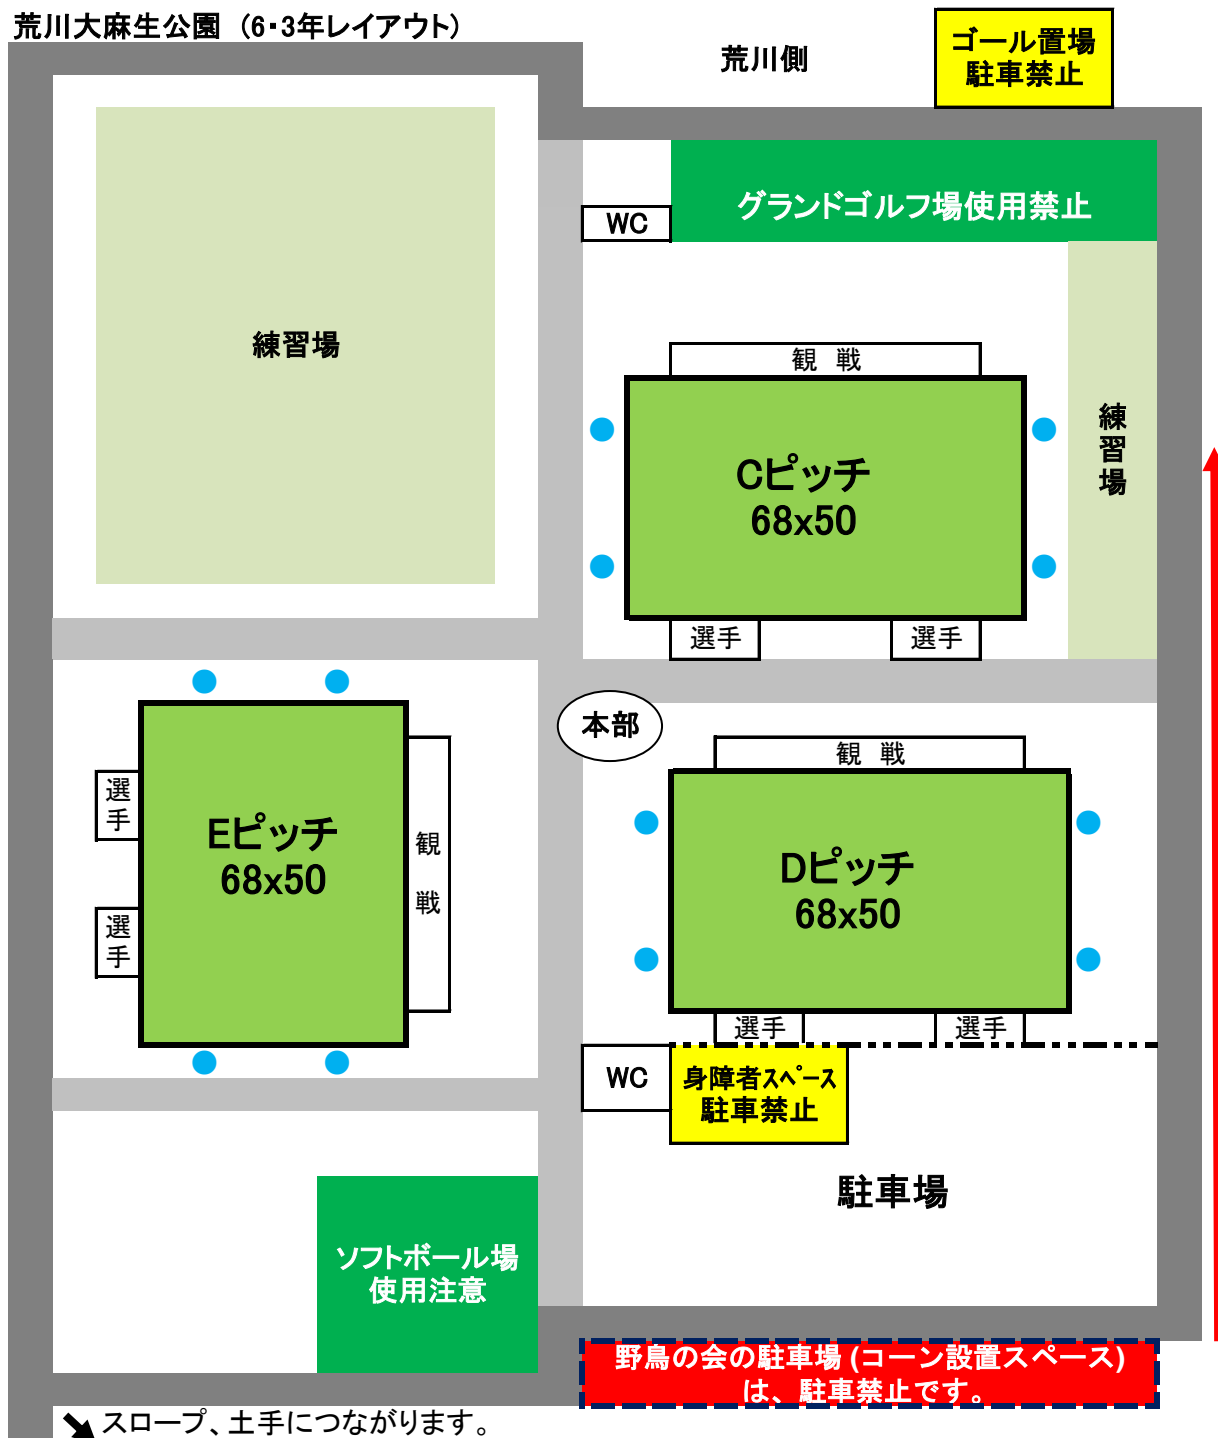 荒川大麻生公園 (6・3年レイアウト)
荒川側
ゴール置場
駐車禁止
グランドゴルフ場使用禁止
WC
練習場
観 戦
練
習
場
Cピッチ
68x50
選手
選手
本部
観 戦
選
手
Eピッチ
68x50
観
戦
選
手
Dピッチ
68x50
選手
選手
WC
身障者スペース
駐車禁止
駐車場
ソフトボール場
使用注意
野鳥の会の駐車場 (コーン設置スペース)
は、駐車禁止です。
スロープ、土手につながります。